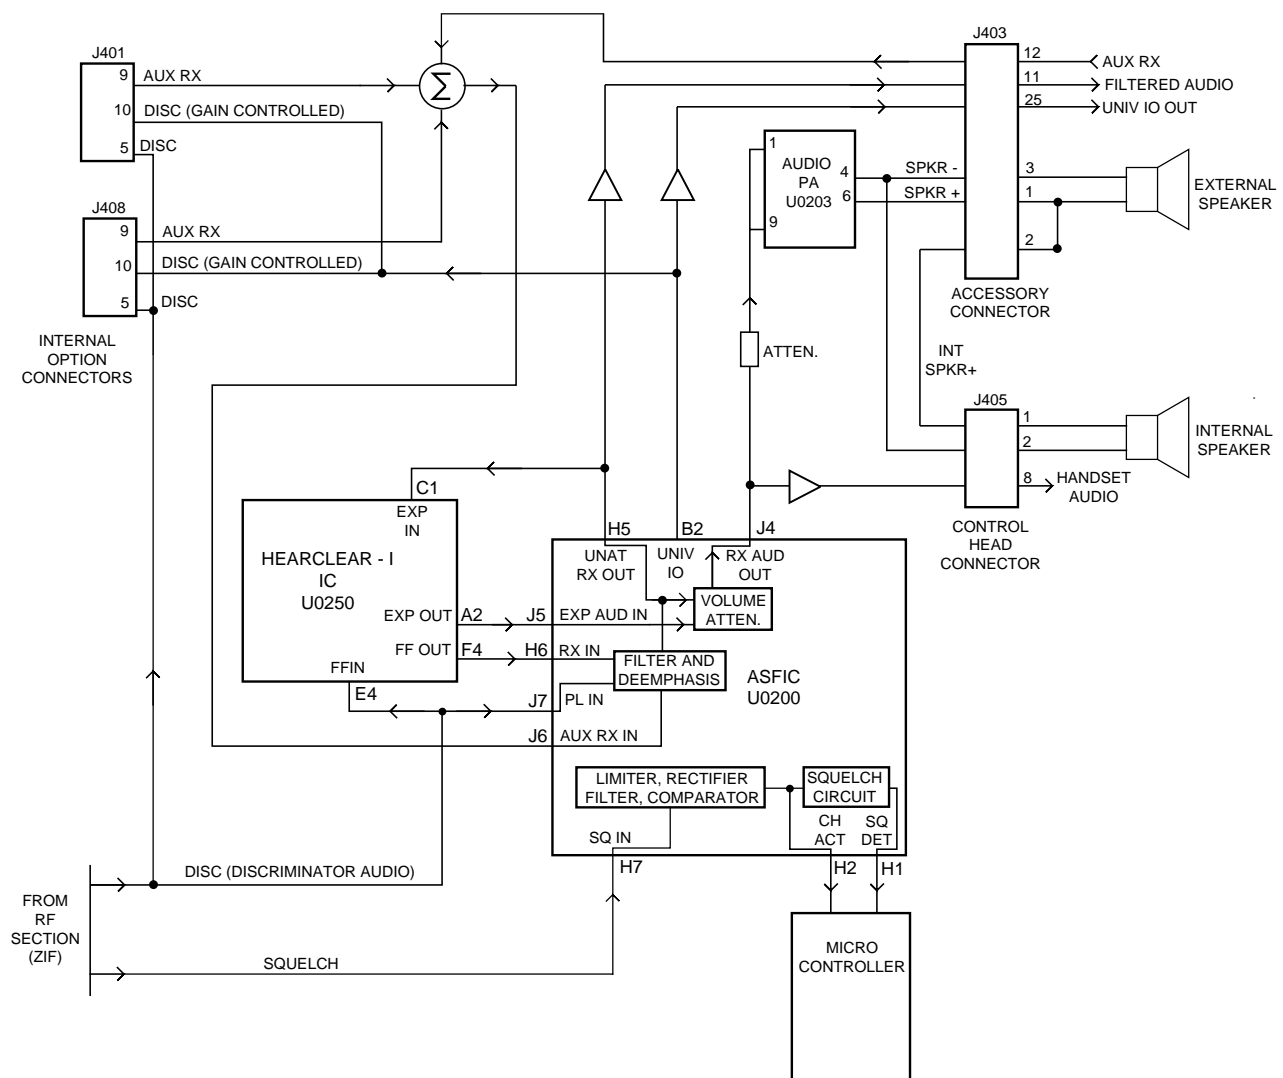 J401
9
AUX RX
10
DISC (GAIN CONTROLLED)
5
DISC
J408
9
AUX RX
10
DISC (GAIN CONTROLLED)
5
DISC
INTERNAL
OPTION
CONNECTORS
Σ
J403
12
AUX RX
11
FILTERED AUDIO
25
UNIV IO OUT
1
AUDIO
PA
U0203
4
6
9
SPKR -
SPKR +
3
1
2
EXTERNAL
SPEAKER
ACCESSORY
CONNECTOR
ATTEN.
INT
SPKR+
J405
1
2
8
INTERNAL
SPEAKER
HANDSET
AUDIO
CONTROL
HEAD
CONNECTOR
C1
EXP
IN
HEARCLEAR - I
IC
U0250
EXP OUT
A2
FF OUT
F4
FFIN
E4
H5
B2
J4
UNAT
RX OUT
UNIV
IO
RX AUD
OUT
VOLUME
ATTEN.
J5
EXP AUD IN
H6
RX IN
FILTER AND
DEEMPHASIS
ASFIC
U0200
J7
PL IN
J6
AUX RX IN
LIMITER, RECTIFIER
FILTER, COMPARATOR
SQUELCH
CIRCUIT
SQ IN
CH
ACT
SQ
DET
H7
H2
H1
DISC (DISCRIMINATOR AUDIO)
FROM
RF
SECTION
(ZIF)
SQUELCH
MICRO
CONTROLLER